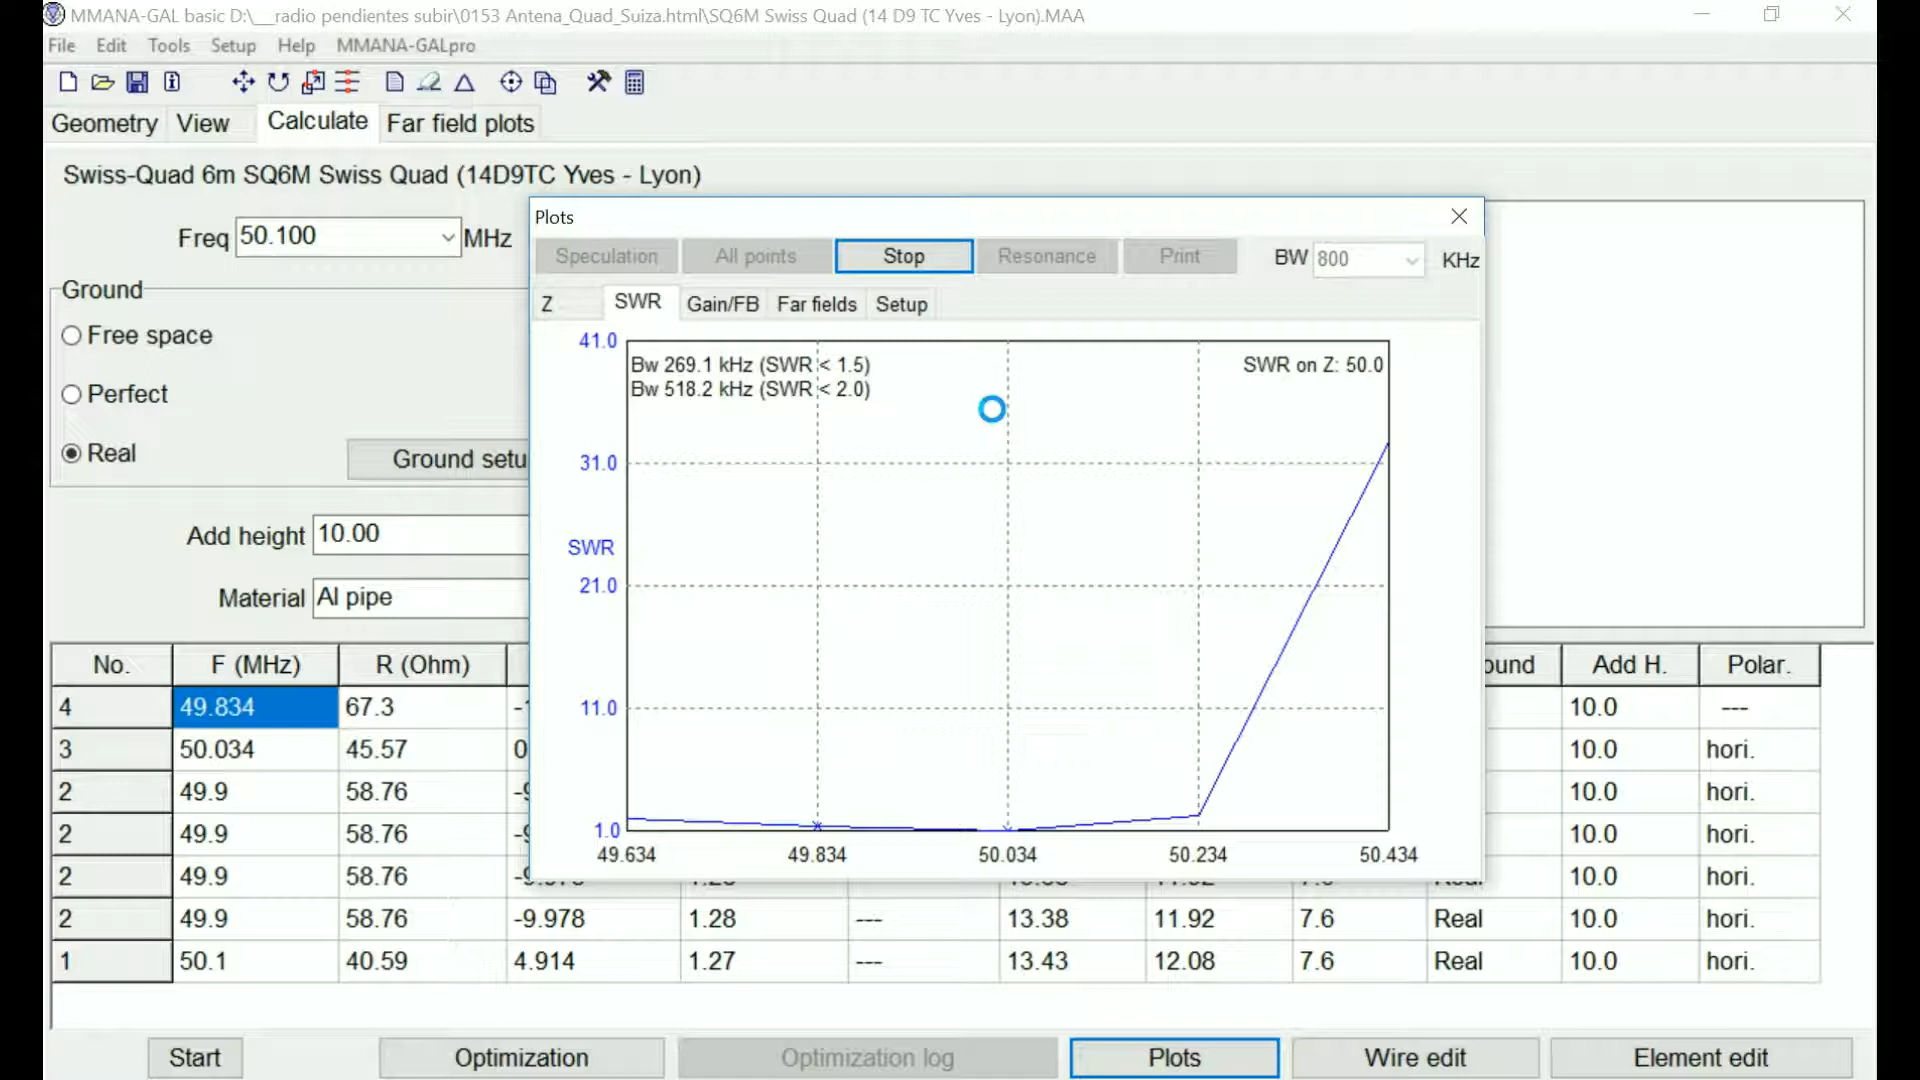 MMANA-GAL basic D:\__radio pendientes subir\0153 Antena_Quad_Suiza.html\SQ6M Swiss Quad (14 D9 TC Yves - Lyon).MAA
File Edit Tools Setup Help MMANA-GALpro
Geometry View Calculate Far field plots
Swiss-Quad 6m SQ6M Swiss Quad (14D9TC Yves - Lyon)
Freq 50.100 MHz
Ground
Free space
Perfect
Real
Ground setu
Add height 10.00
Material Al pipe
Plots
Speculation All points Stop Resonance Print BW 800 KHz
Z SWR Gain/FB Far fields Setup
41.0
Bw 269.1 kHz (SWR < 1.5) SWR on Z: 50.0
Bw 518.2 kHz (SWR < 2.0)
31.0
SWR
21.0
11.0
1.0
49.634 49.834 50.034 50.234 50.434
No. F (MHz) R (Ohm) ound Add H. Polar.
4 49.834 67.3 10.0 ---
3 50.034 45.57 0 10.0 hori.
2 49.9 58.76 10.0 hori.
2 49.9 58.76 10.0 hori.
2 49.9 58.76 10.0 hori.
2 49.9 58.76 -9.978 1.28 --- 13.38 11.92 7.6 Real 10.0 hori.
1 50.1 40.59 4.914 1.27 --- 13.43 12.08 7.6 Real 10.0 hori.
Start Optimization Optimization log Plots Wire edit Element edit